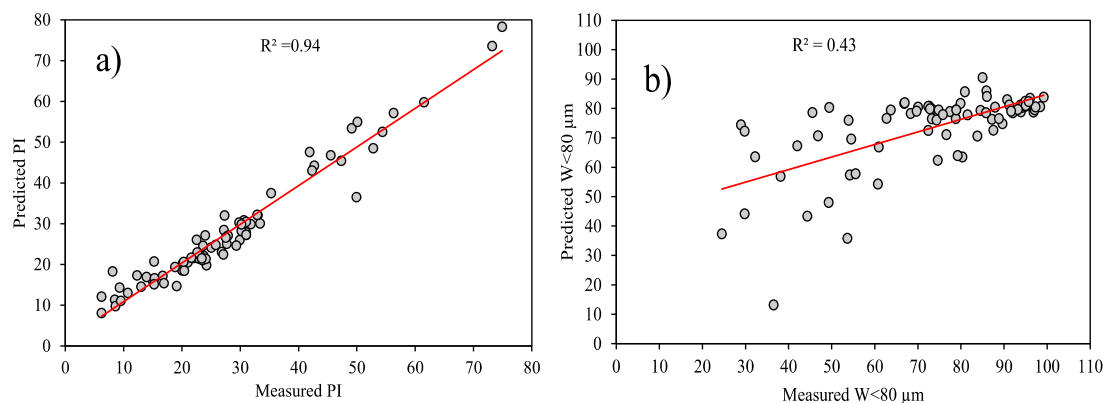 a)
R² =0.94
Predicted PI
80
70
60
50
40
30
20
10
0
0 10 20 30 40 50 60 70 80
Measured PI
b)
R² = 0.43
Predicted W<80 µm
110
100
90
80
70
60
50
40
30
20
10
0
0 10 20 30 40 50 60 70 80 90 100 110
Measured W<80 µm